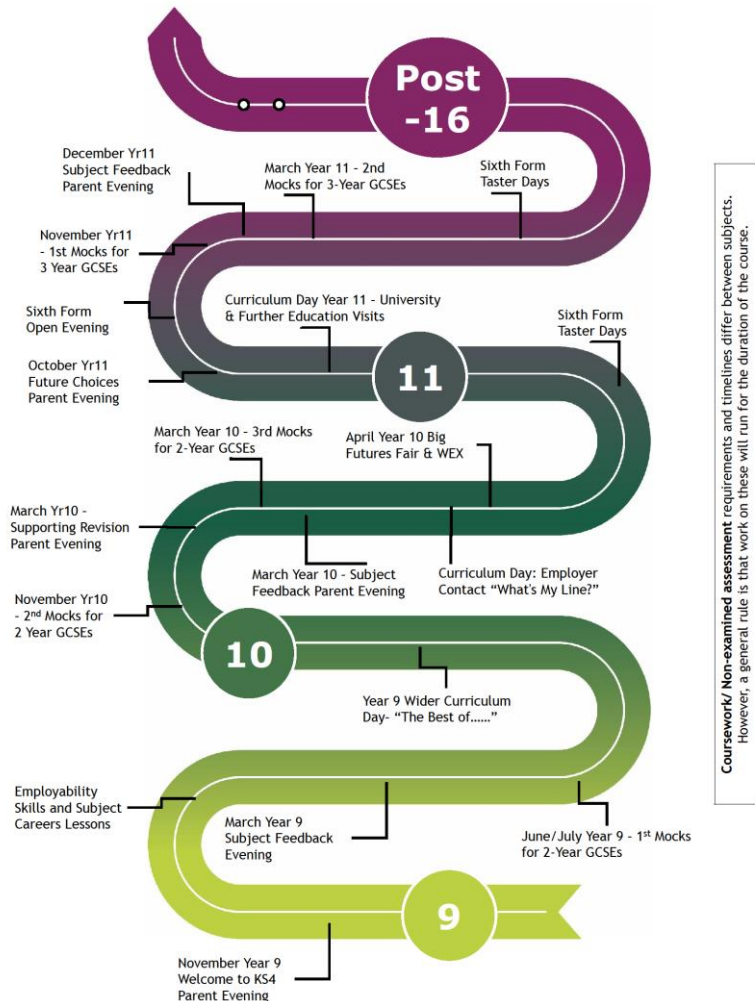 Post
-16
December Yr11
Subject Feedback
Parent Evening
March Year 11 – 2nd
Mocks for 3-Year GCSEs
Sixth Form
Taster Days
November Yr11
– 1st Mocks for
3 Year GCSEs
Sixth Form
Open Evening
Curriculum Day Year 11 – University
& Further Education Visits
Sixth Form
Taster Days
October Yr11
Future Choices
Parent Evening
11
March Year 10 – 3rd Mocks
for 2-Year GCSEs
April Year 10 Big
Futures Fair & WEX
March Yr10 –
Supporting Revision
Parent Evening
March Year 10 – Subject
Feedback Parent Evening
Curriculum Day: Employer
Contact “What's My Line?”
November Yr10
– 2nd Mocks for
2 Year GCSEs
10
Year 9 Wider Curriculum
Day– “The Best of……”
Employability
Skills and Subject
Careers Lessons
March Year 9
Subject Feedback
Evening
June/July Year 9 – 1st Mocks
for 2-Year GCSEs
9
November Year 9
Welcome to KS4
Parent Evening
Coursework/ Non-examined assessment requirements and timelines differ between subjects.
However, a general rule is that work on these will run for the duration of the course.